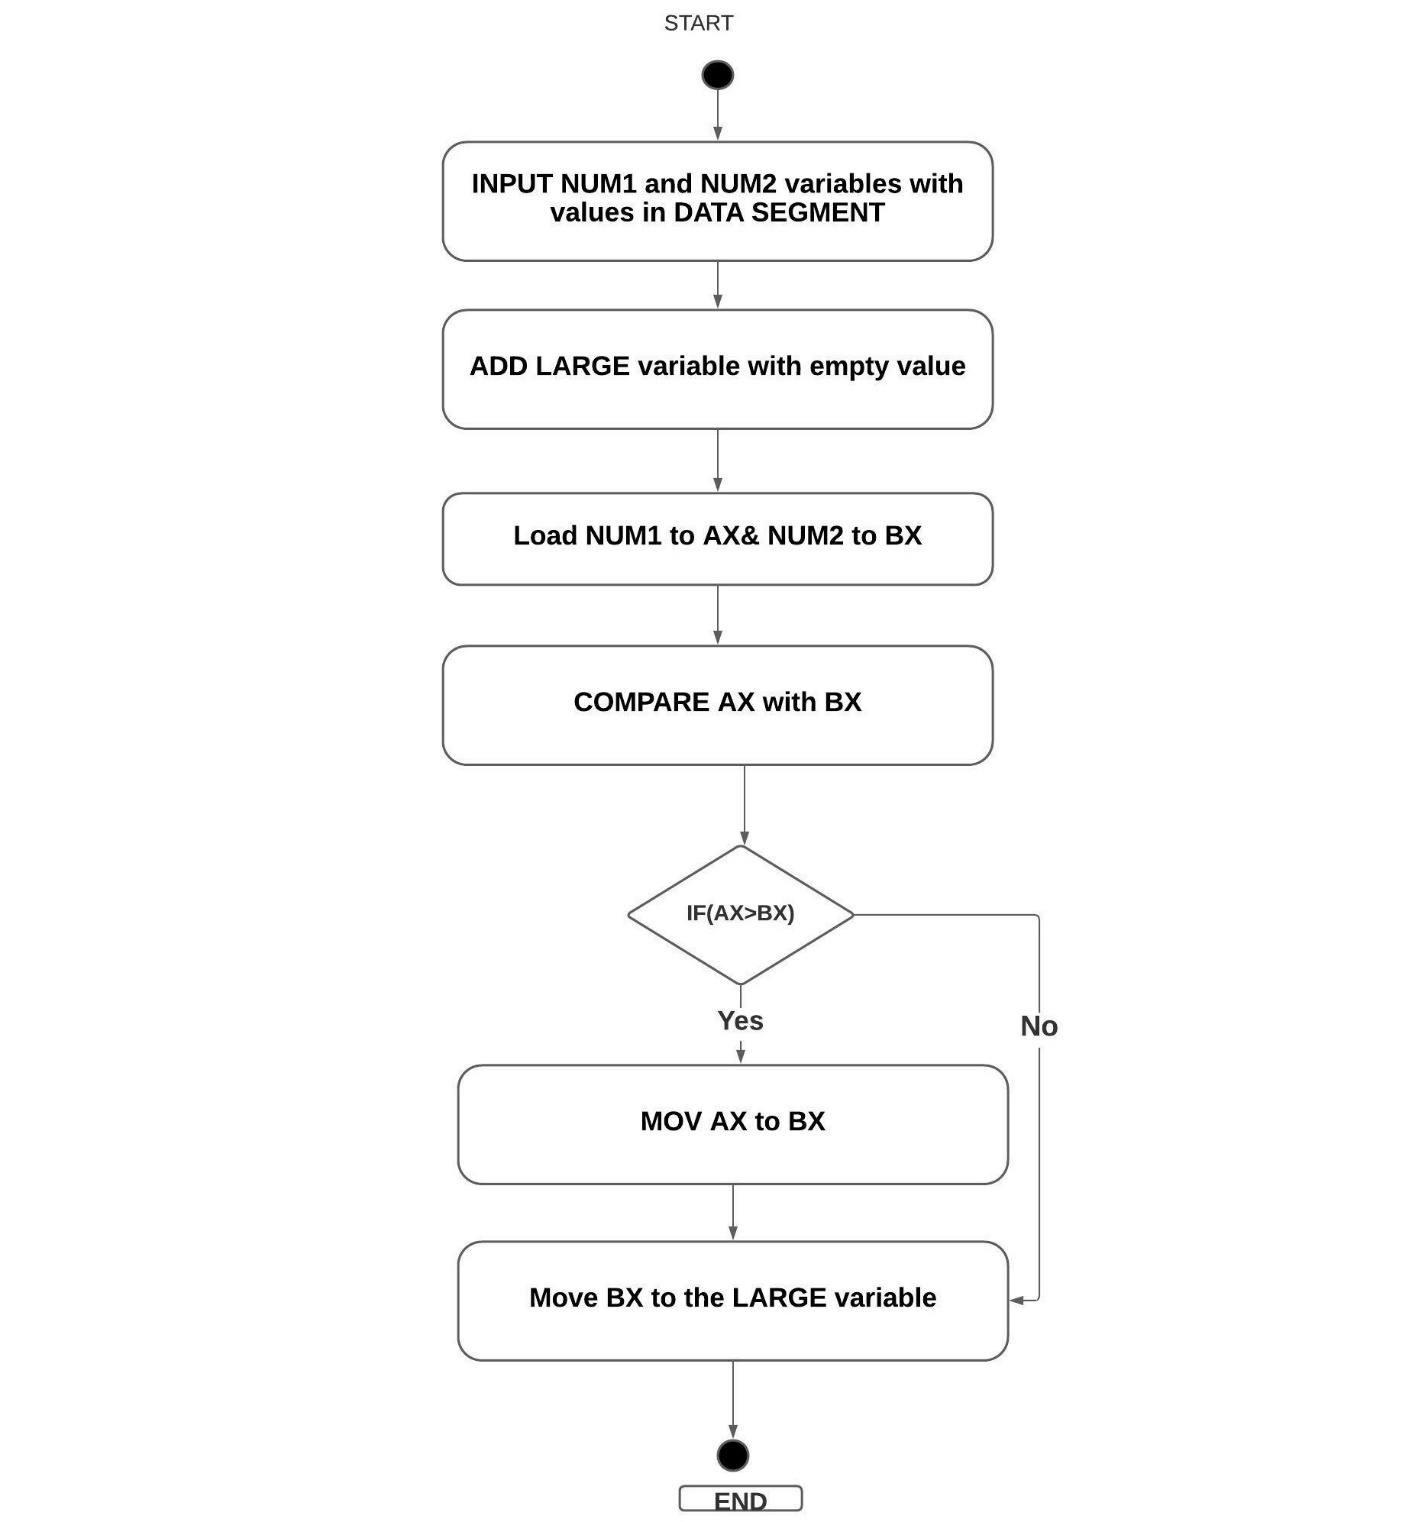 START
INPUT NUM1 and NUM2 variables with
values in DATA SEGMENT
ADD LARGE variable with empty value
Load NUM1 to AX& NUM2 to BX
COMPARE AX with BX
IF(AX>BX)
Yes
No
MOV AX to BX
Move BX to the LARGE variable
END